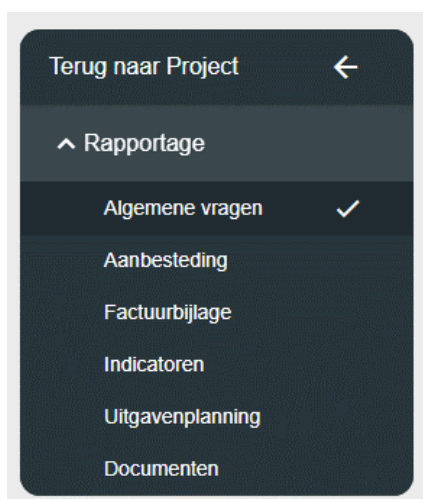 Terug naar Project
Rapportage
Algemene vragen
Aanbesteding
Factuurbijlage
Indicatoren
Uitgavenplanning
Documenten